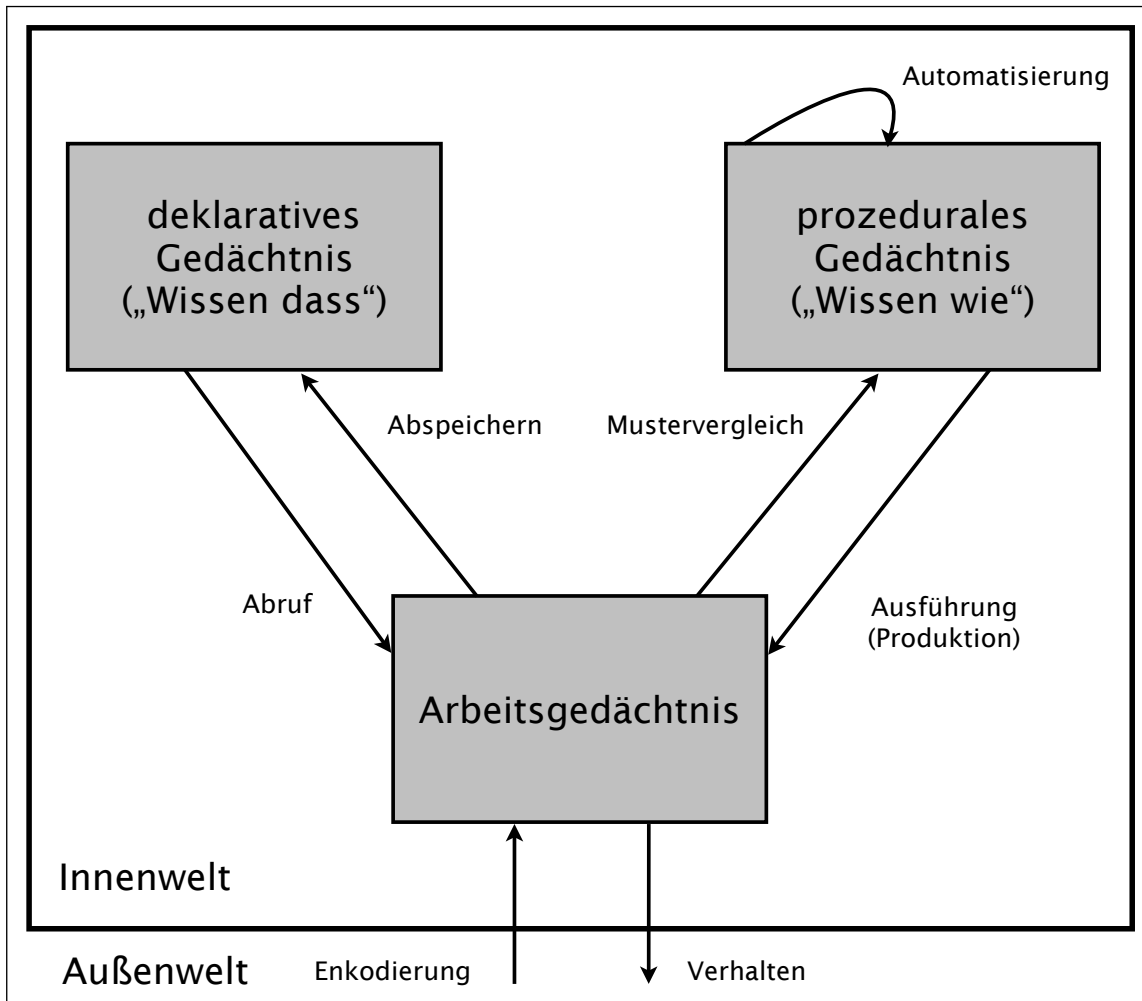 Automatisierung
deklaratives
Gedächtnis
(„Wissen dass“)
prozedurales
Gedächtnis
(„Wissen wie“)
Abspeichern
Mustervergleich
Abruf
Ausführung
(Produktion)
Arbeitsgedächtnis
Innenwelt
Außenwelt
Enkodierung
Verhalten